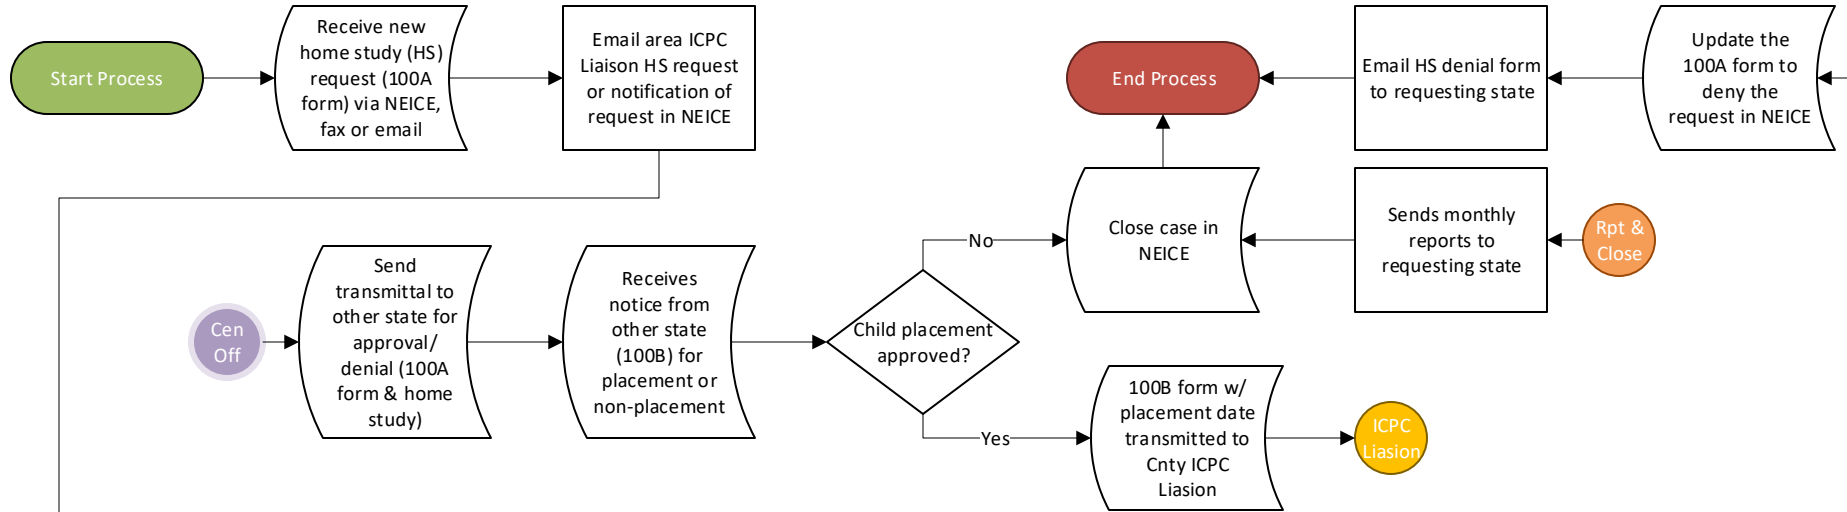 Start Process
Receive new
home study (HS)
request (100A
form) via NEICE,
fax or email
Email area ICPC
Liaison HS request
or notification of
request in NEICE
End Process
Email HS denial form
to requesting state
Update the
100A form to
deny the
request in NEICE
Cen
Off
Send
transmittal to
other state for
approval/
denial (100A
form & home
study)
Receives
notice from
other state
(100B) for
placement or
non-placement
Child placement
approved?
No
Close case in
NEICE
Sends monthly
reports to
requesting state
Rpt &
Close
Yes
100B form w/
placement date
transmitted to
Cnty ICPC
Liasion
ICPC
Liasion